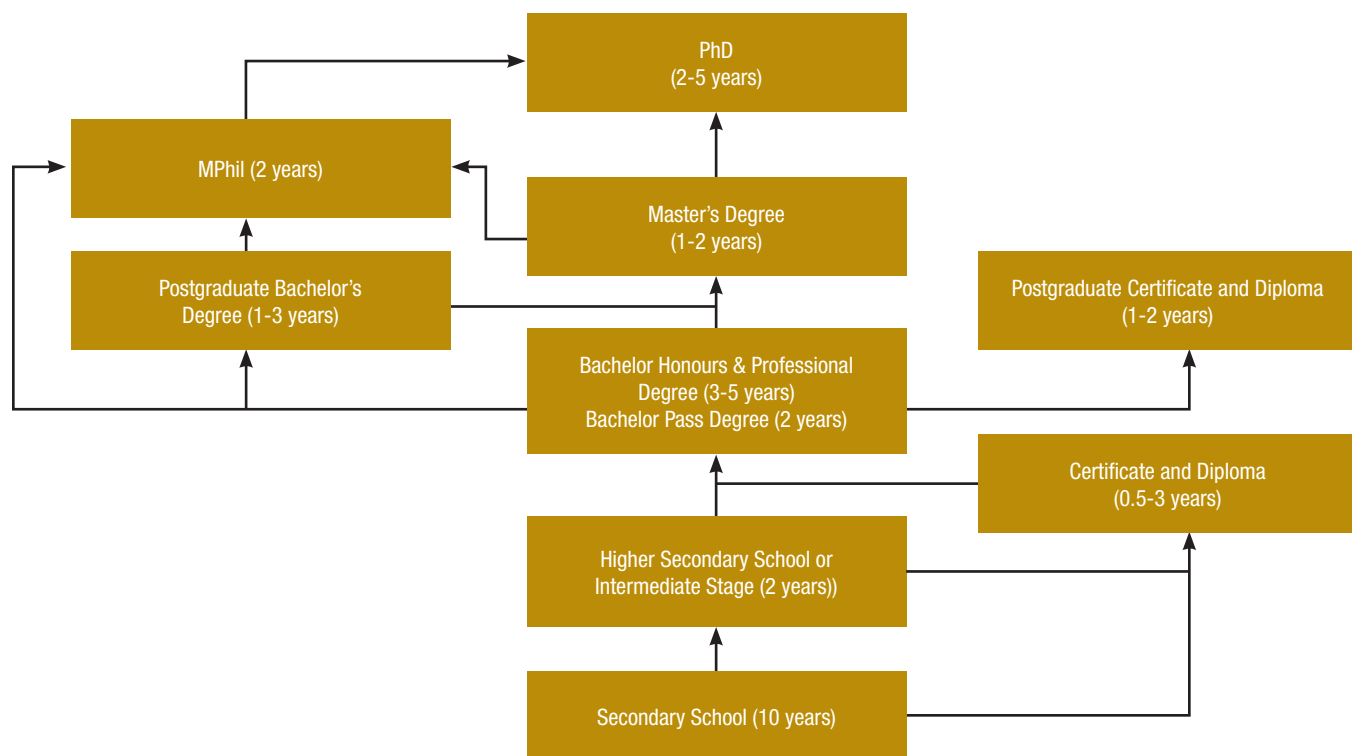 PhD
(2-5 years)
MPhil (2 years)
Master's Degree
(1-2 years)
Postgraduate Bachelor's
Degree (1-3 years)
Postgraduate Certificate and Diploma
(1-2 years)
Bachelor Honours & Professional
Degree (3-5 years)
Bachelor Pass Degree (2 years)
Certificate and Diploma
(0.5-3 years)
Higher Secondary School or
Intermediate Stage (2 years))
Secondary School (10 years)